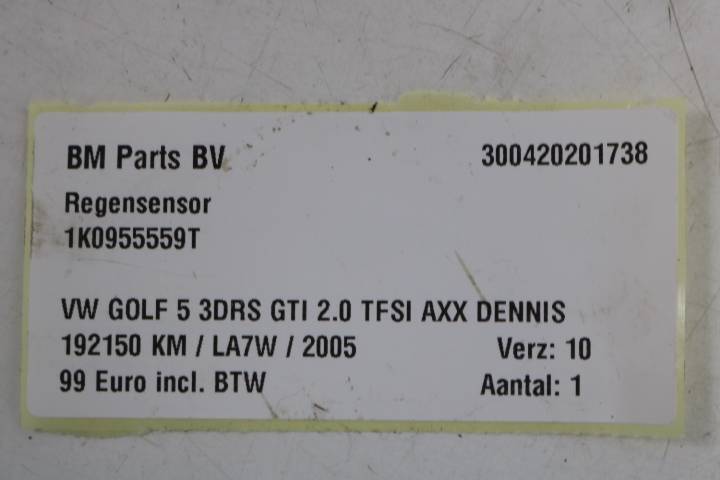 BM Parts BV 300420201738
Regensensor
1K0955559T
VW GOLF 5 3DRS GTI 2.0 TFSI AXX DENNIS
192150 KM / LA7W / 2005 Verz: 10
99 Euro incl. BTW Aantal: 1